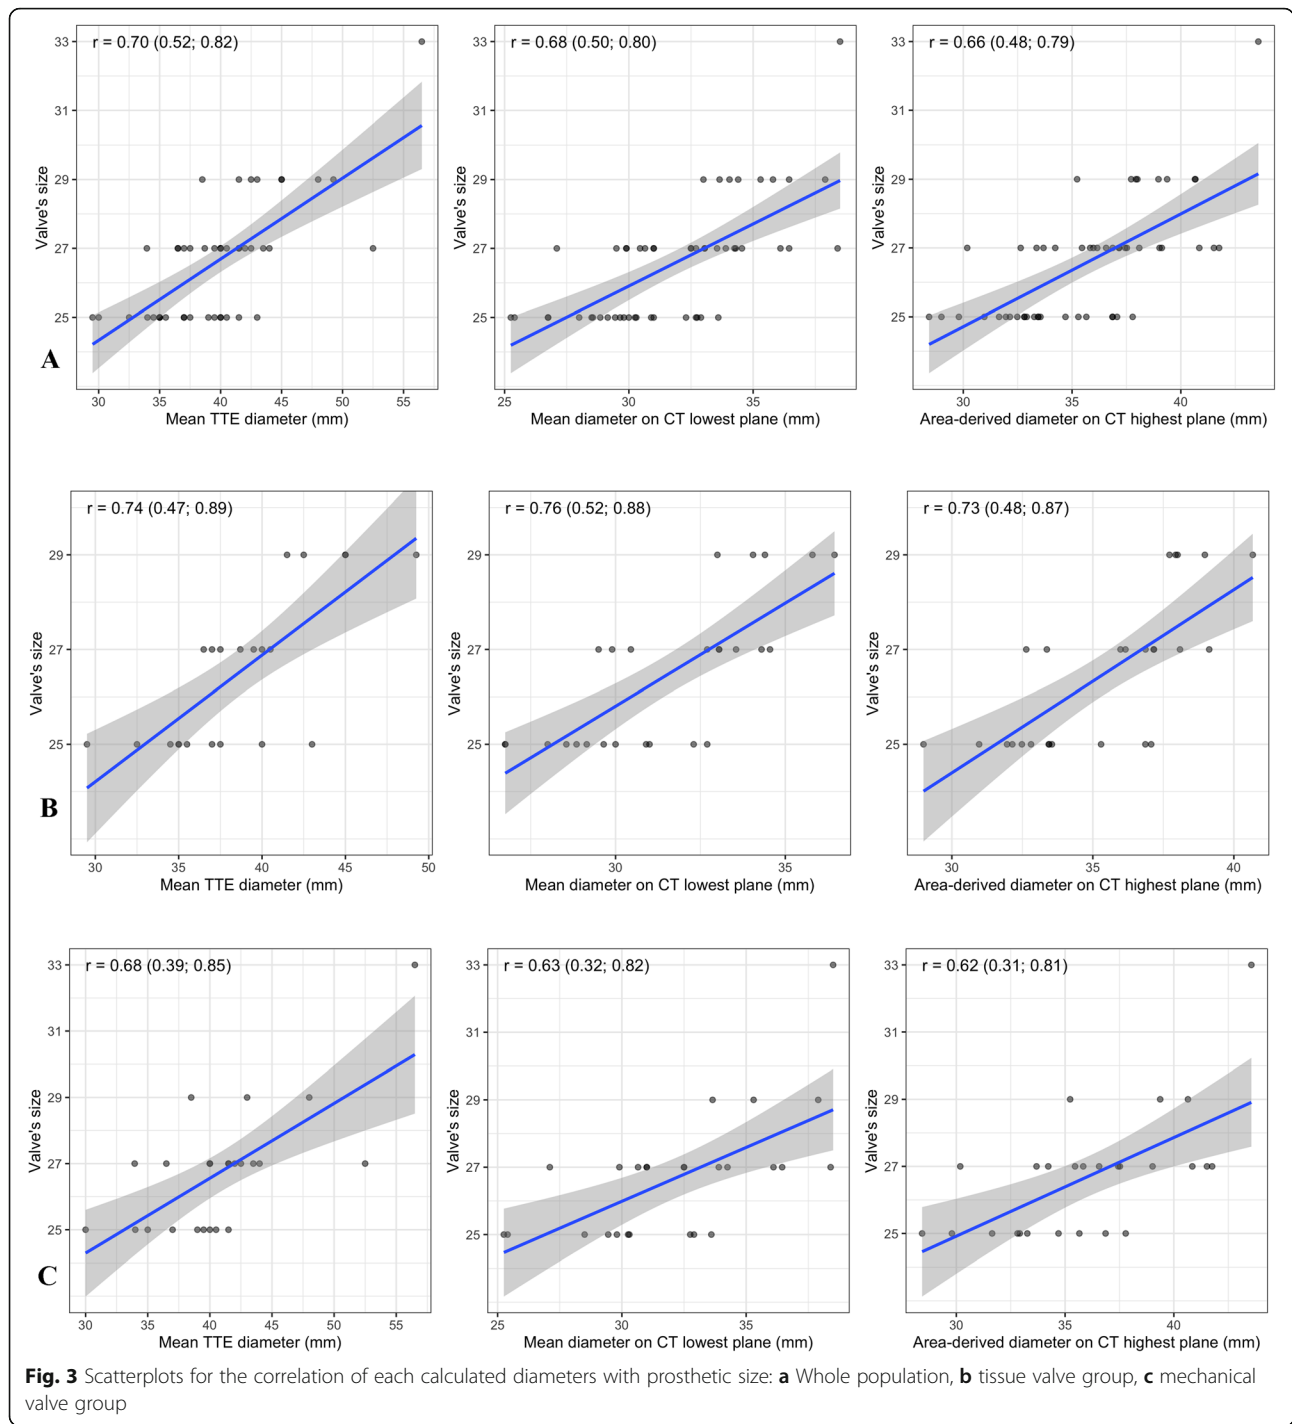 r = 0.70 (0.52; 0.82)
33
31
29
27
25
Valve's size
30 35 40 45 50 55
Mean TTE diameter (mm)
r = 0.68 (0.50; 0.80)
33
31
29
27
25
Valve's size
25 30 35
Mean diameter on CT lowest plane (mm)
r = 0.66 (0.48; 0.79)
33
31
29
27
25
Valve's size
30 35 40
Area-derived diameter on CT highest plane (mm)
A
r = 0.74 (0.47; 0.89)
29
27
25
Valve's size
30 35 40 45 50
Mean TTE diameter (mm)
r = 0.76 (0.52; 0.88)
29
27
25
Valve's size
30 35
Mean diameter on CT lowest plane (mm)
r = 0.73 (0.48; 0.87)
29
27
25
Valve's size
30 35 40
Area-derived diameter on CT highest plane (mm)
B
r = 0.68 (0.39; 0.85)
33
31
29
27
25
Valve's size
30 35 40 45 50 55
Mean TTE diameter (mm)
r = 0.63 (0.32; 0.82)
33
31
29
27
25
Valve's size
25 30 35
Mean diameter on CT lowest plane (mm)
r = 0.62 (0.31; 0.81)
33
31
29
27
25
Valve's size
30 35 40
Area-derived diameter on CT highest plane (mm)
C
Fig. 3 Scatterplots for the correlation of each calculated diameters with prosthetic size: a Whole population, b tissue valve group, c mechanical
valve group